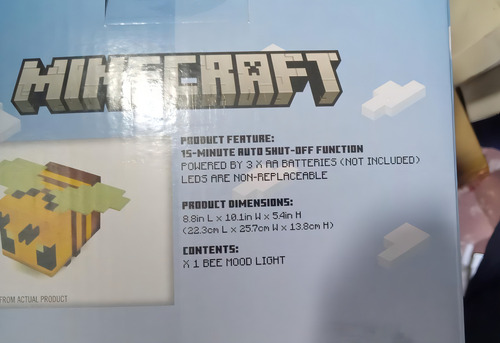 MINECRAFT
PRODUCT FEATURE:
15-MINUTE AUTO SHUT-OFF FUNCTION
POWERED BY 3 X AA BATTERIES (NOT INCLUDED)
LEDS ARE NON-REPLACEABLE
PRODUCT DIMENSIONS:
8.8in L x 10.1in W x 5.4in H
(22.3cm L x 25.7cm W x 13.8cm H)
CONTENTS:
X 1 BEE MOOD LIGHT
FROM ACTUAL PRODUCT